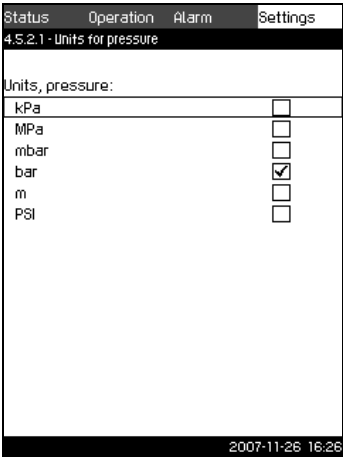 Status Operation Alarm Settings
4.5.2.1 - Units for pressure
Units, pressure:
kPa
MPa
mbar
bar
m
PSI
2007-11-26 16:26